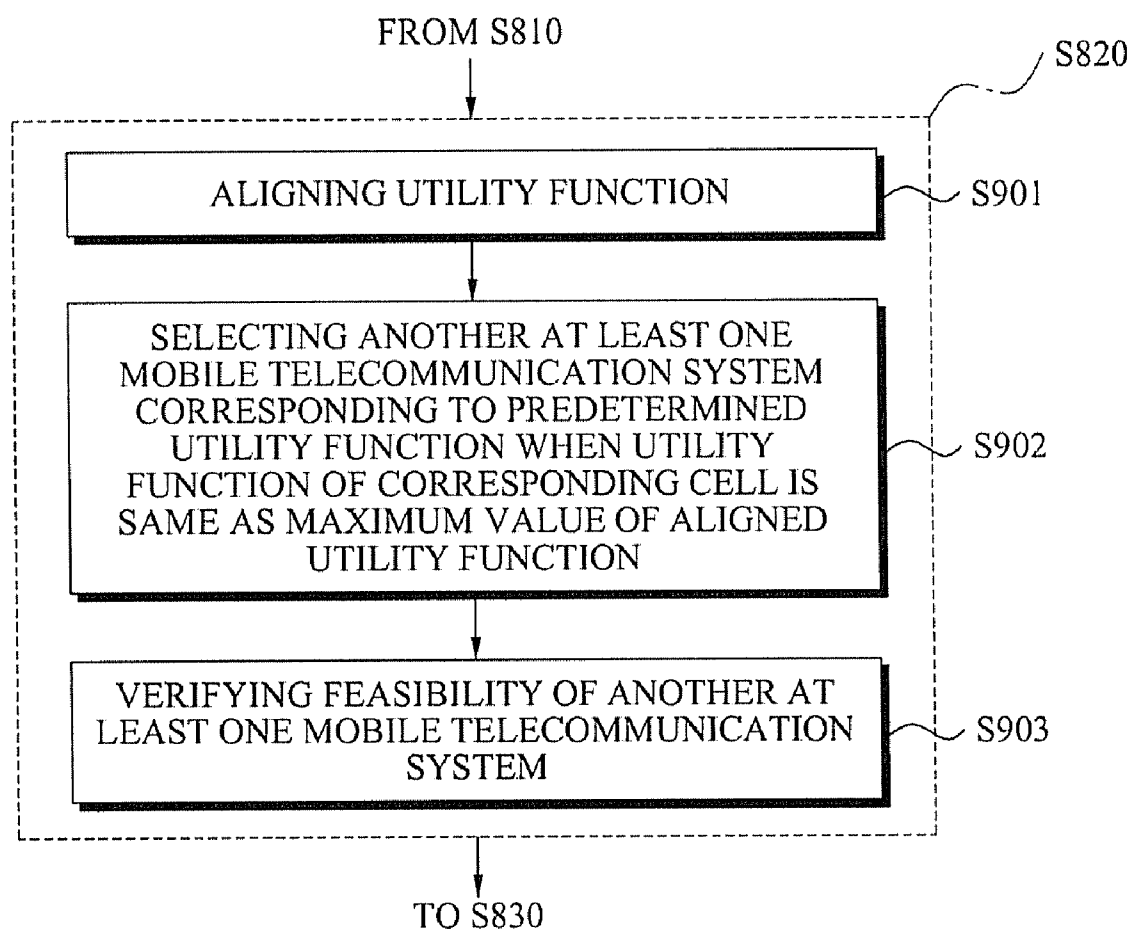 FROM S810
S820
ALIGNING UTILITY FUNCTION
S901
SELECTING ANOTHER AT LEAST ONE
MOBILE TELECOMMUNICATION SYSTEM
CORRESPONDING TO PREDETERMINED
UTILITY FUNCTION WHEN UTILITY
FUNCTION OF CORRESPONDING CELL IS
SAME AS MAXIMUM VALUE OF ALIGNED
UTILITY FUNCTION
S902
VERIFYING FEASIBILITY OF ANOTHER AT
LEAST ONE MOBILE TELECOMMUNICATION
SYSTEM
S903
TO S830